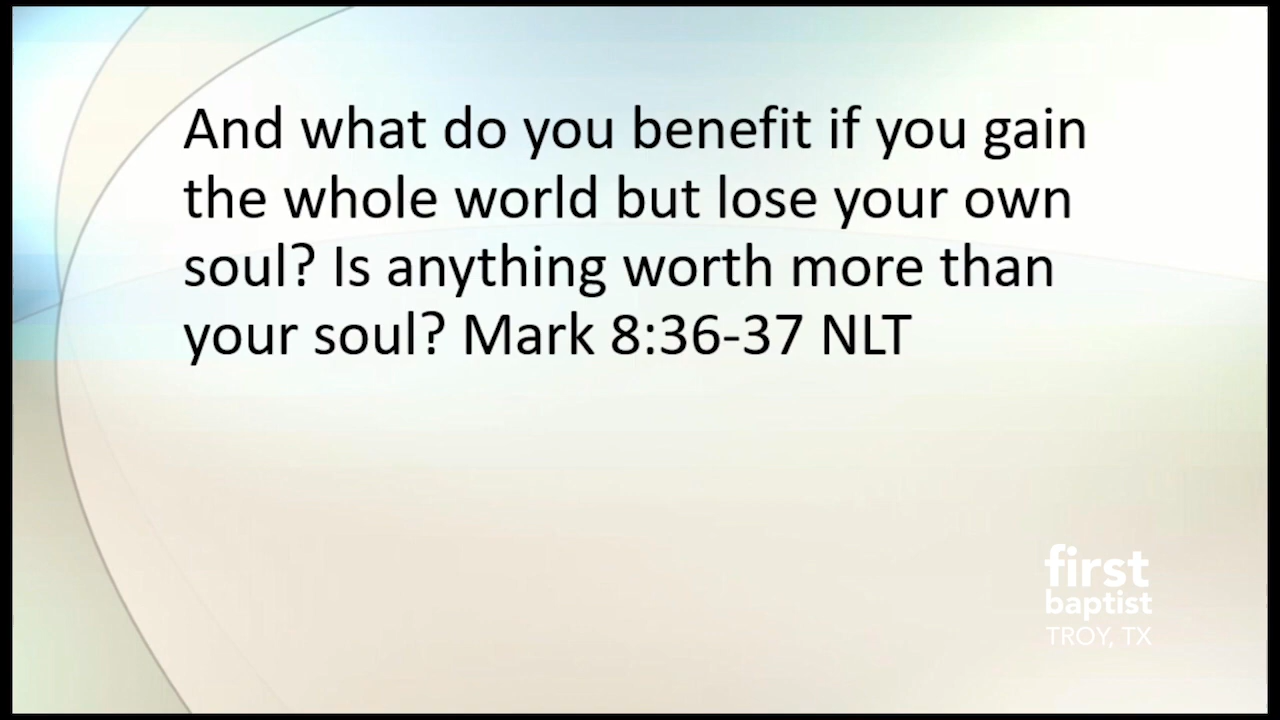 And what do you benefit if you gain
the whole world but lose your own
soul? Is anything worth more than
your soul? Mark 8:36-37 NLT
first
baptist
TROY, TX